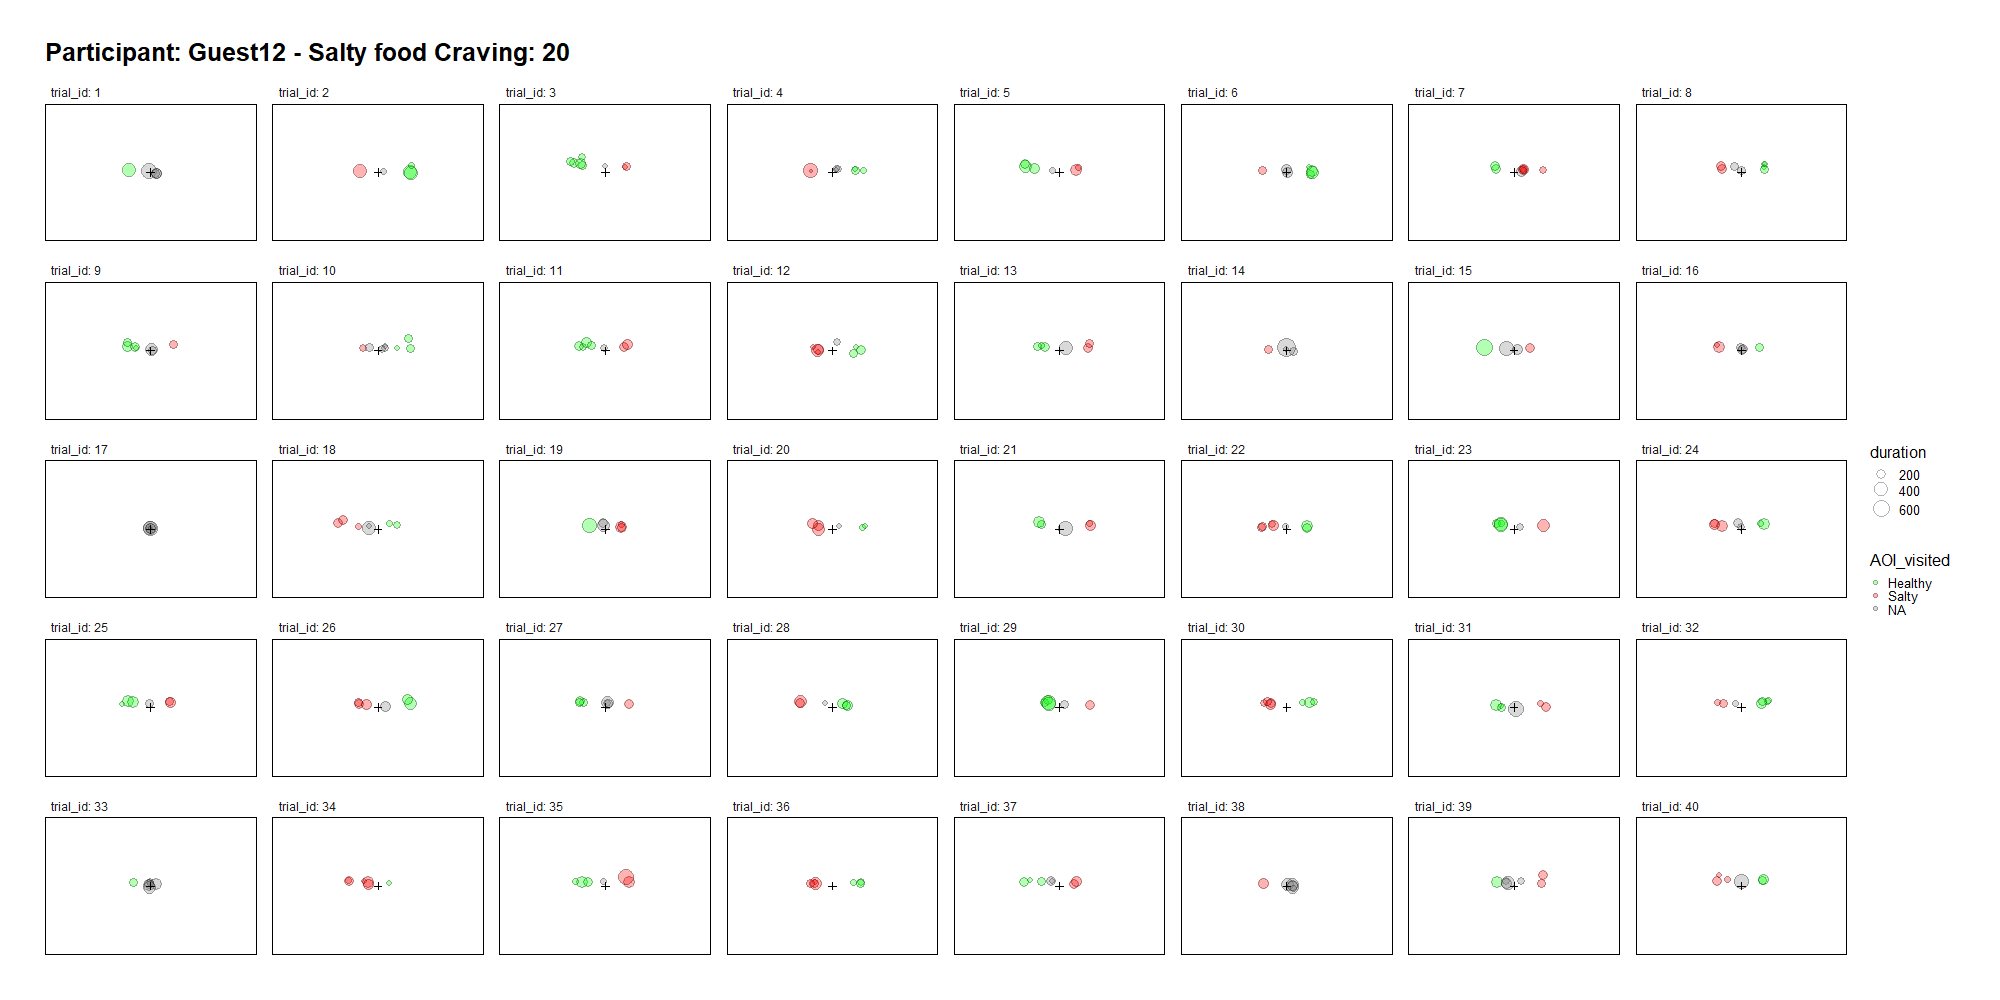 Participant: Guest12 - Salty food Craving: 20
trial_id: 1
trial_id: 2
trial_id: 3
trial_id: 4
trial_id: 5
trial_id: 6
trial_id: 7
trial_id: 8
trial_id: 9
trial_id: 10
trial_id: 11
trial_id: 12
trial_id: 13
trial_id: 14
trial_id: 15
trial_id: 16
trial_id: 17
trial_id: 18
trial_id: 19
trial_id: 20
trial_id: 21
trial_id: 22
trial_id: 23
trial_id: 24
trial_id: 25
trial_id: 26
trial_id: 27
trial_id: 28
trial_id: 29
trial_id: 30
trial_id: 31
trial_id: 32
trial_id: 33
trial_id: 34
trial_id: 35
trial_id: 36
trial_id: 37
trial_id: 38
trial_id: 39
trial_id: 40
duration
200
400
600
AOI_visited
Healthy
Salty
NA